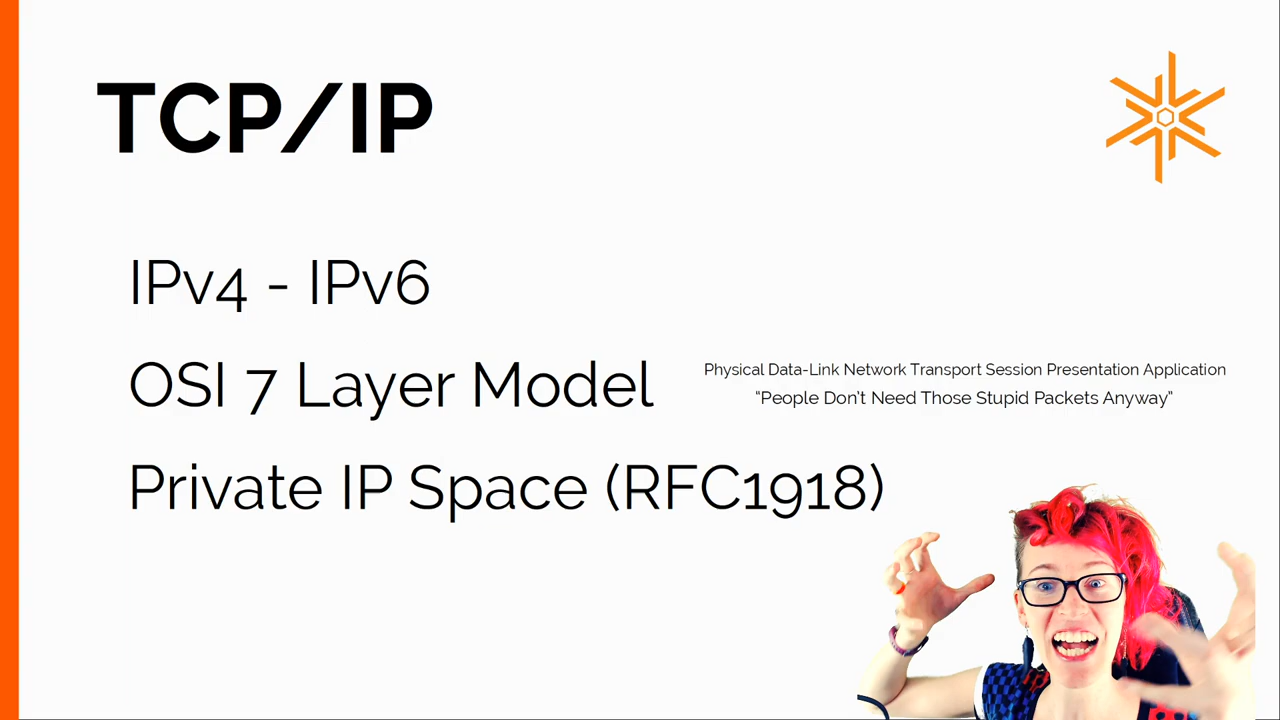 TCP/IP
IPv4 - IPv6
OSI 7 Layer Model
Physical Data-Link Network Transport Session Presentation Application
“People Don’t Need Those Stupid Packets Anyway”
Private IP Space (RFC1918)